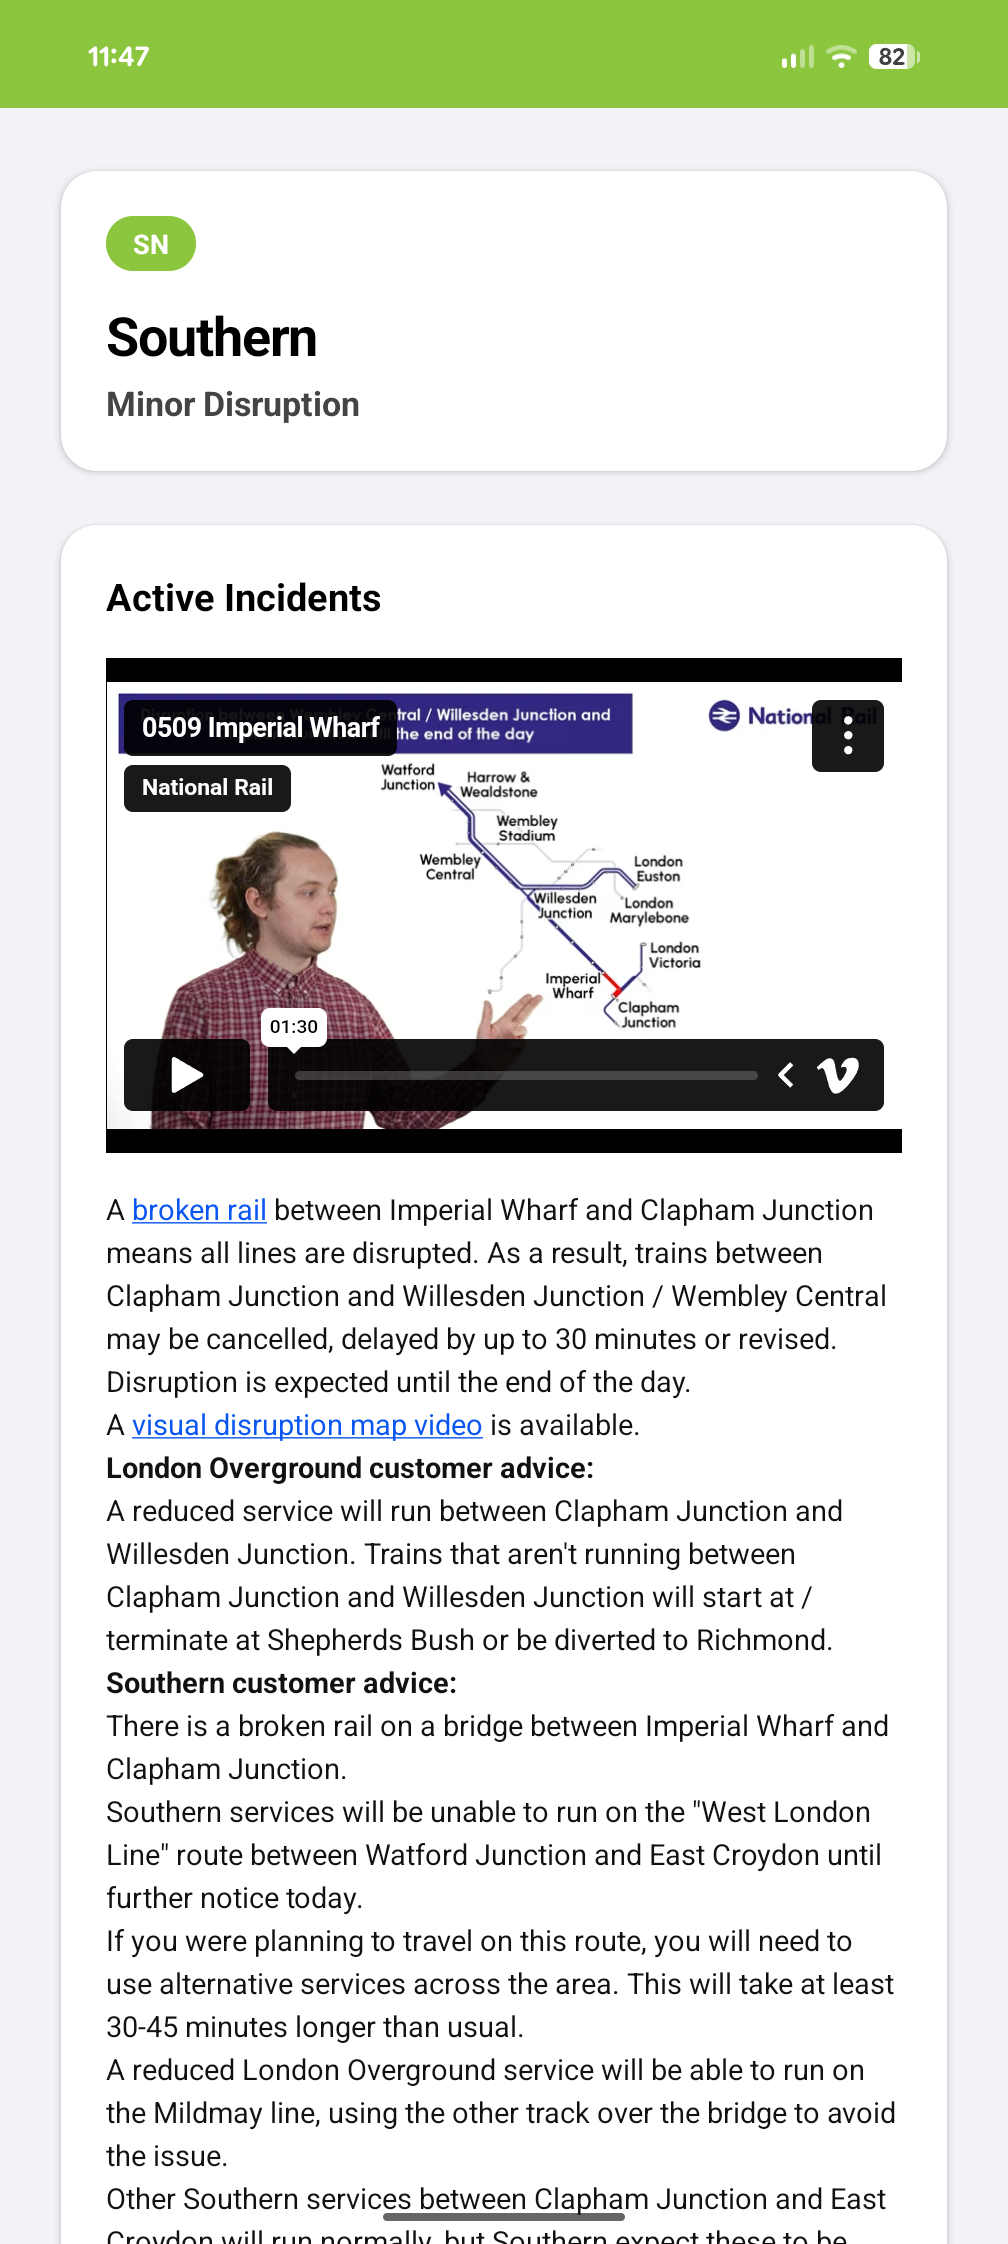 11:47
82
SN
Southern
Minor Disruption
Active Incidents
0509 Imperial Wharf
tral / Willesden Junction and
the end of the day
National Rail
National Rail
Watford
Junction
Harrow &
Wealdstone
Wembley
Stadium
Wembley
Central
London
Euston
Willesden
Junction
London
Marylebone
London
Victoria
Imperial
Wharf
Clapham
Junction
01:30
A broken rail between Imperial Wharf and Clapham Junction
means all lines are disrupted. As a result, trains between
Clapham Junction and Willesden Junction / Wembley Central
may be cancelled, delayed by up to 30 minutes or revised.
Disruption is expected until the end of the day.
A visual disruption map video is available.
London Overground customer advice:
A reduced service will run between Clapham Junction and
Willesden Junction. Trains that aren't running between
Clapham Junction and Willesden Junction will start at /
terminate at Shepherds Bush or be diverted to Richmond.
Southern customer advice:
There is a broken rail on a bridge between Imperial Wharf and
Clapham Junction.
Southern services will be unable to run on the "West London
Line" route between Watford Junction and East Croydon until
further notice today.
If you were planning to travel on this route, you will need to
use alternative services across the area. This will take at least
30-45 minutes longer than usual.
A reduced London Overground service will be able to run on
the Mildmay line, using the other track over the bridge to avoid
the issue.
Other Southern services between Clapham Junction and East
Croydon will run normally, but Southern expect these to be